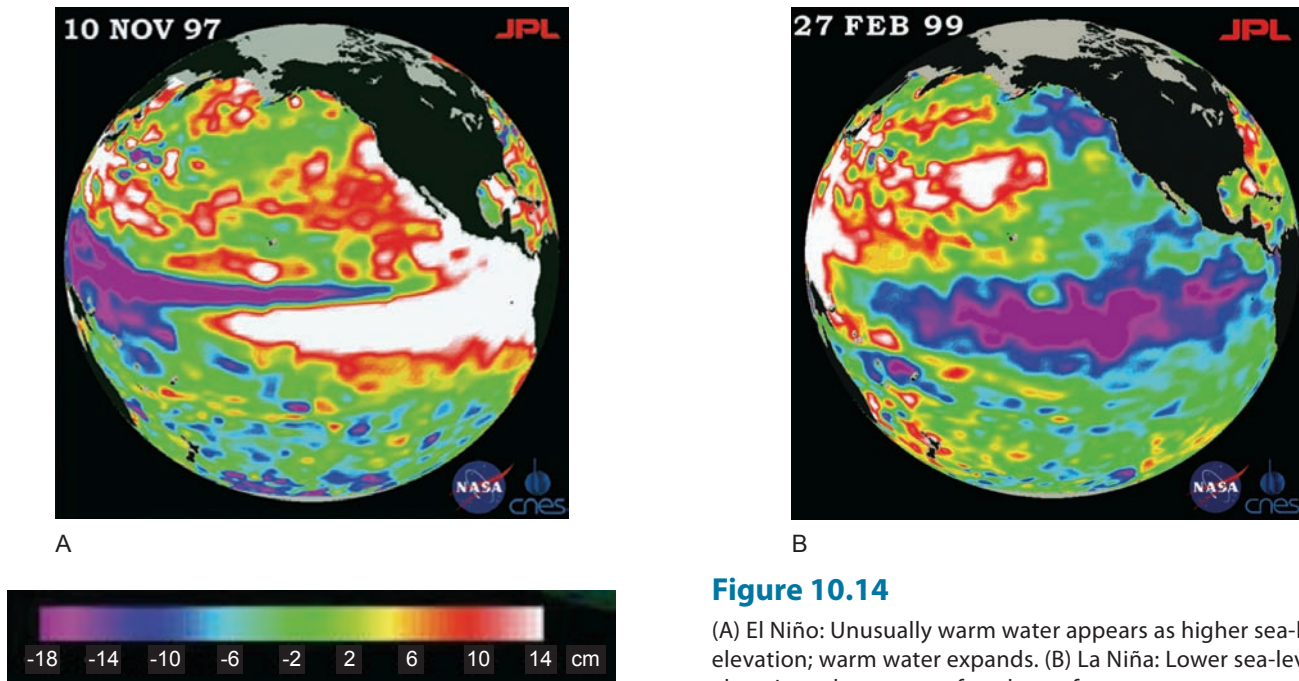 10 NOV 97 JPL
NASA cnes
A
27 FEB 99 JPL
NASA cnes
B
-18 -14 -10 -6 -2 2 6 10 14 cm
Figure 10.14
(A) El Niño: Unusually warm water appears as higher sea-
elevation; warm water expands. (B) La Niña: Lower sea-lev